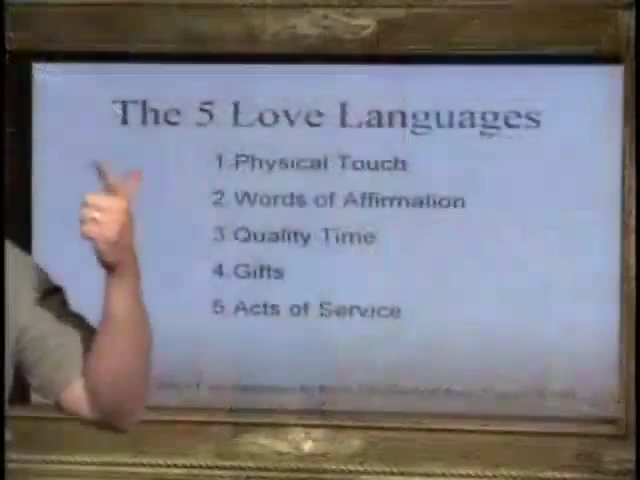 The 5 Love Languages
1.Physical Touch
2.Words of Affirmation
3.Quality Time
4.Gifts
5.Acts of Service